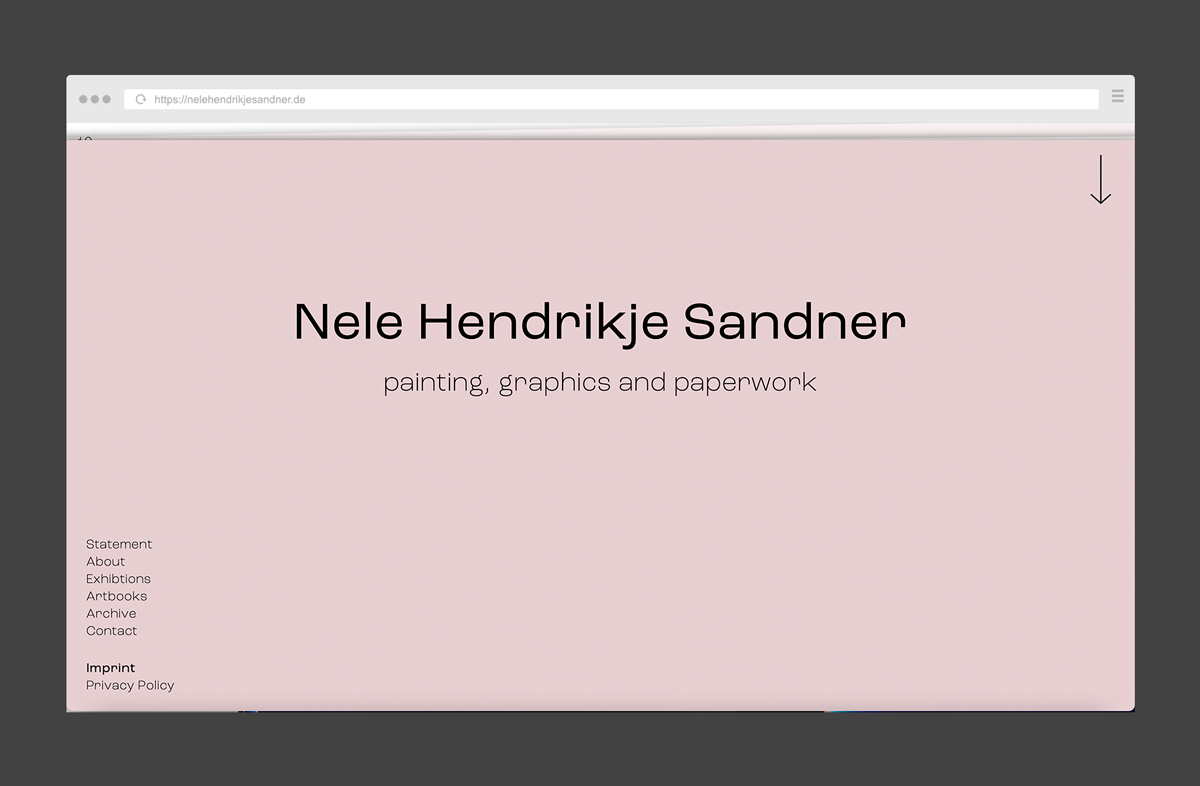 https://nelehendrikjesandner.de
Nele Hendrikje Sandner
painting, graphics and paperwork
Statement
About
Exhibtions
Artbooks
Archive
Contact
Imprint
Privacy Policy